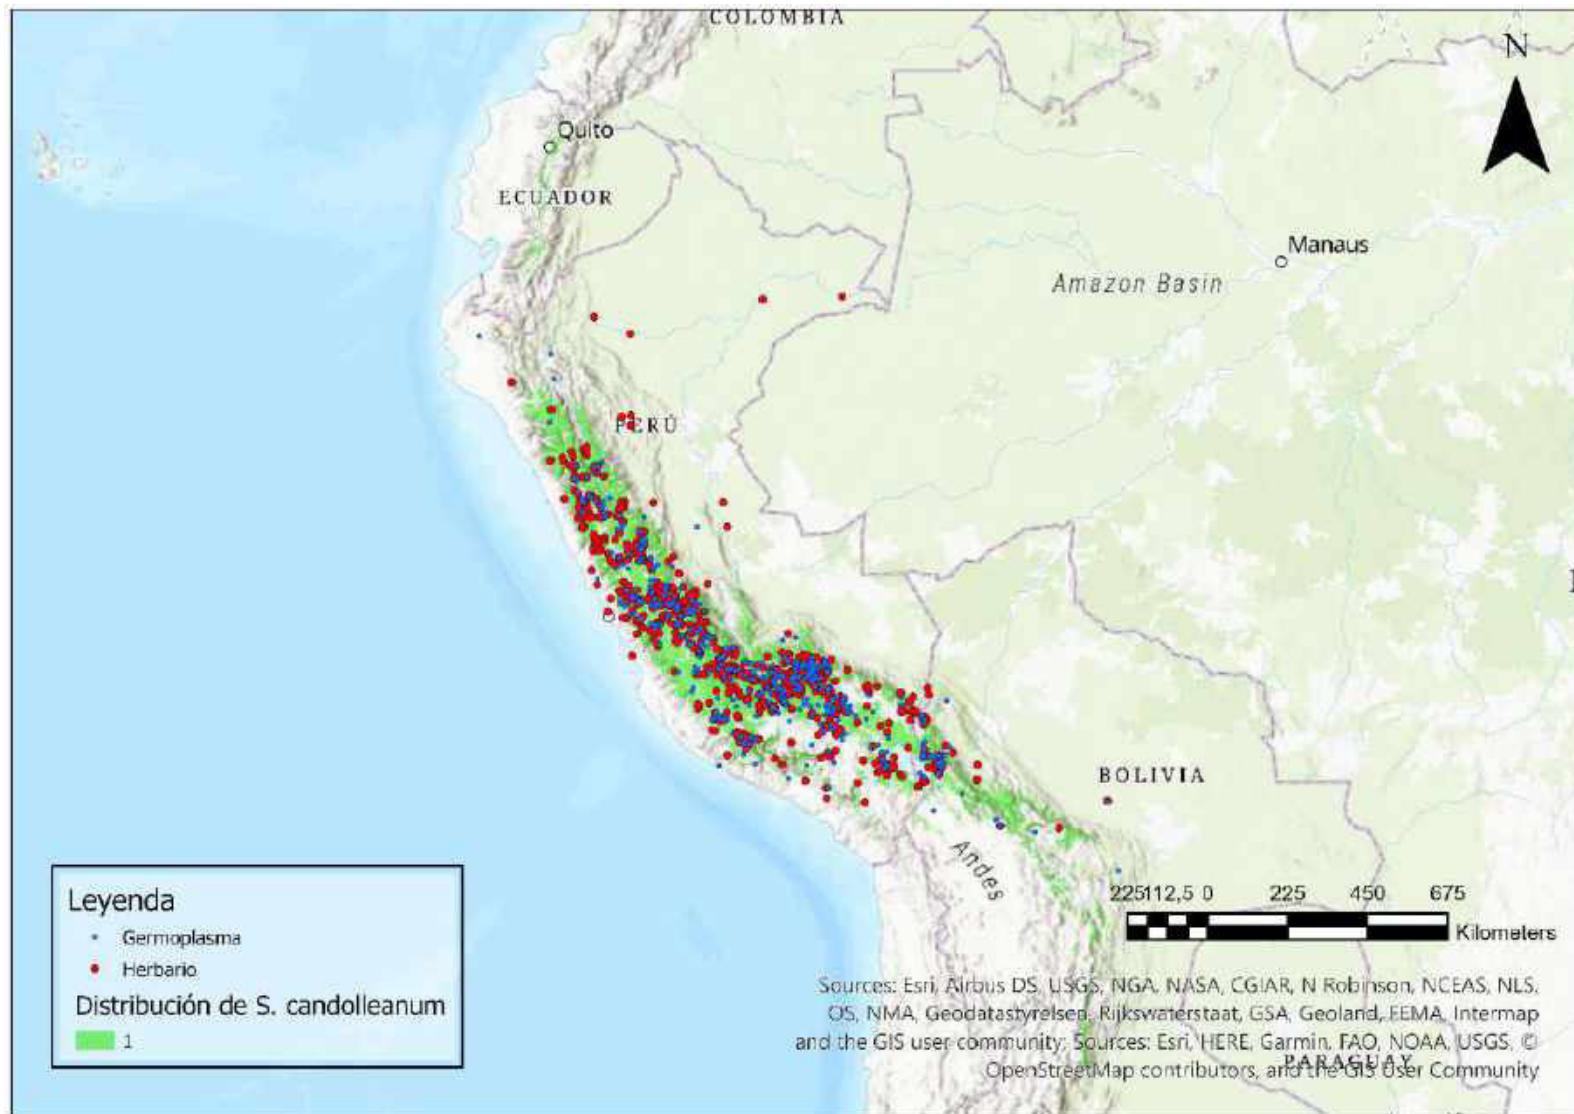 COLOMBIA
N
Quito
ECUADOR
Manaus
Amazon Basin
PERÚ
BOLIVIA
Andes
Leyenda
Germoplasma
Herbario
Distribución de S. candolleanum
1
225112,5 0 225 450 675
Kilometers
Sources: Esri, Airbus DS, USGS, NGA, NASA, CGIAR, N Robinson, NCEAS, NLS,
OS, NMA, Geodatastyrelsen, Rijkswaterstaat, GSA, Geoland, FEMA, Intermap
and the GIS user community; Sources: Esri, HERE, Garmin, FAO, NOAA, USGS, ©
OpenStreetMap contributors, and the GIS User Community
PARAGUAY